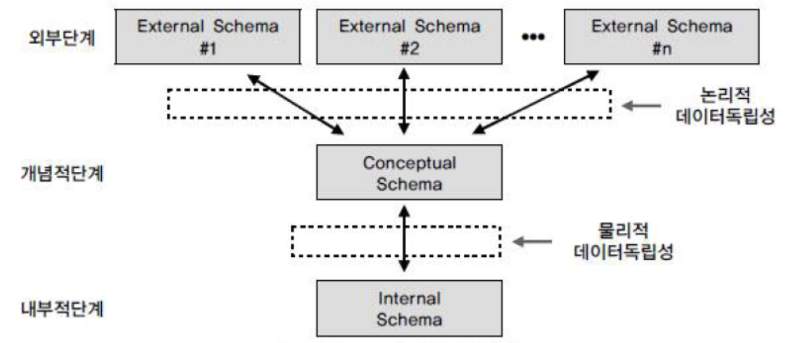 외부단계
External Schema
#1
External Schema
#2
•••
External Schema
#n
논리적
데이터독립성
개념적단계
Conceptual
Schema
물리적
데이터독립성
내부적단계
Internal
Schema